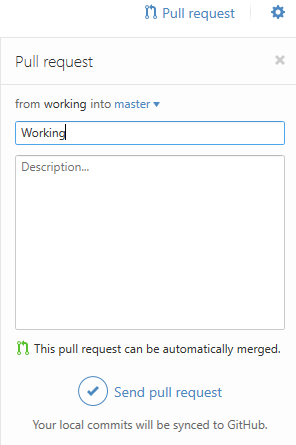 Pull request
Pull request
from working into master
Working
Description...
This pull request can be automatically merged.
Send pull request
Your local commits will be synced to GitHub.